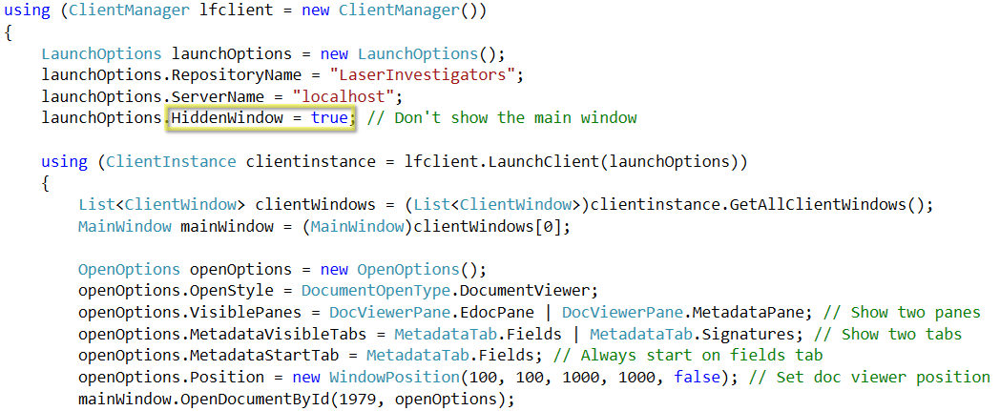 using (ClientManager lfclient = new ClientManager())
{
    LaunchOptions launchOptions = new LaunchOptions();
    launchOptions.RepositoryName = "LaserInvestigators";
    launchOptions.ServerName = "localhost";
    launchOptions.HiddenWindow = true; // Don't show the main window

    using (ClientInstance clientinstance = lfclient.LaunchClient(launchOptions))
    {
        List<ClientWindow> clientWindows = (List<ClientWindow>)clientinstance.GetAllClientWindows();
        MainWindow mainWindow = (MainWindow)clientWindows[0];

        OpenOptions openOptions = new OpenOptions();
        openOptions.OpenStyle = DocumentOpenType.DocumentViewer;
        openOptions.VisiblePanes = DocViewerPane.EdocPane | DocViewerPane.MetadataPane; // Show two panes
        openOptions.MetadataVisibleTabs = MetadataTab.Fields | MetadataTab.Signatures; // Show two tabs
        openOptions.MetadataStartTab = MetadataTab.Fields; // Always start on fields tab
        openOptions.Position = new WindowPosition(100, 100, 1000, 1000, false); // Set doc viewer position
        mainWindow.OpenDocumentById(1979, openOptions);